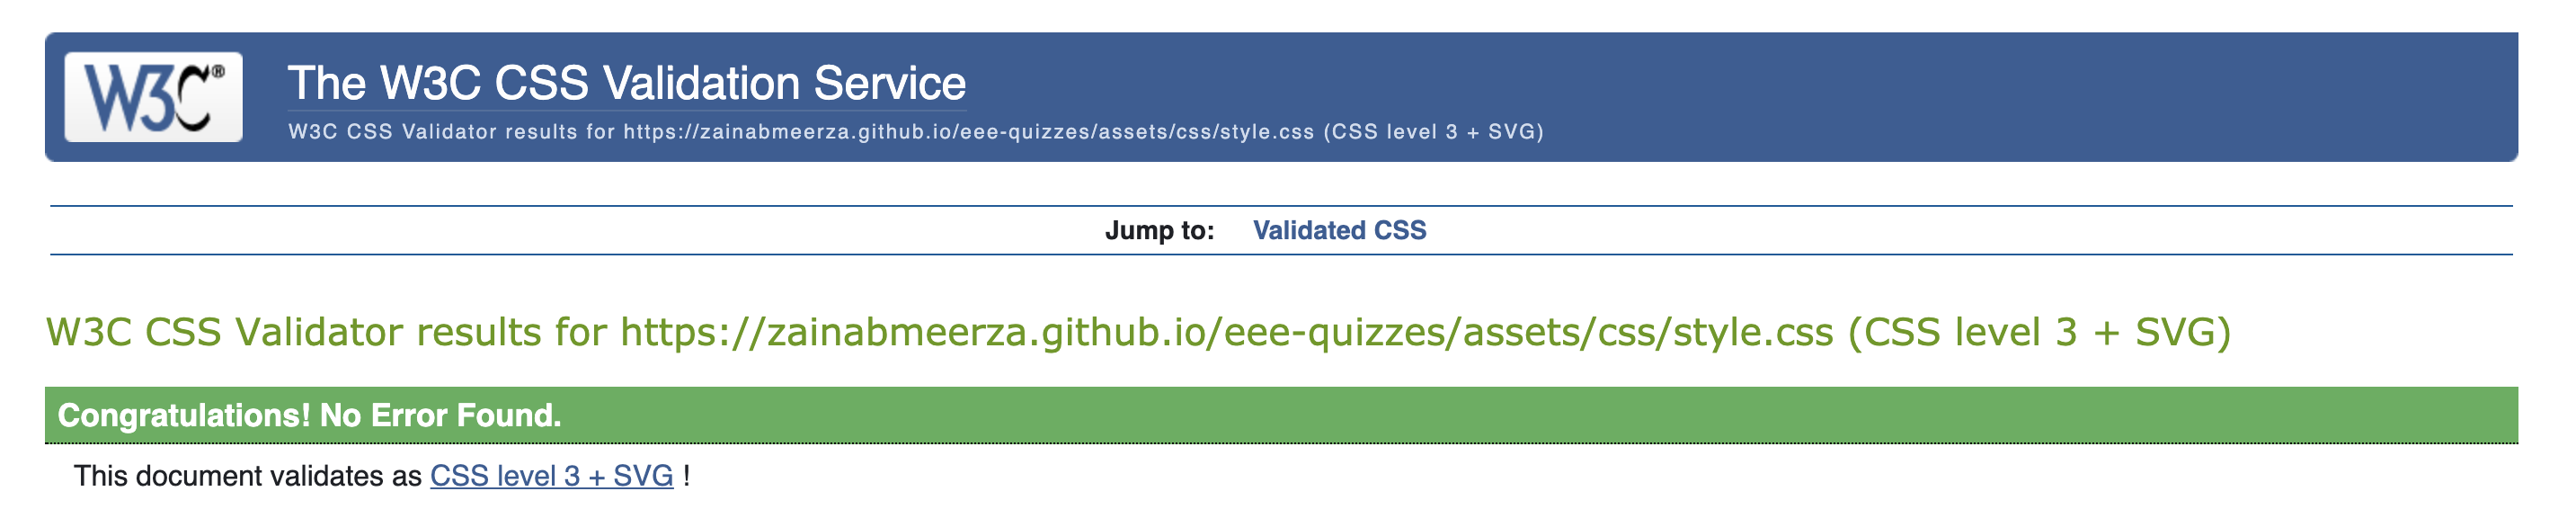 W3C®
The W3C CSS Validation Service
W3C CSS Validator results for https://zainabmeerza.github.io/eee-quizzes/assets/css/style.css (CSS level 3 + SVG)
Jump to: Validated CSS
W3C CSS Validator results for https://zainabmeerza.github.io/eee-quizzes/assets/css/style.css (CSS level 3 + SVG)
Congratulations! No Error Found.
This document validates as CSS level 3 + SVG !